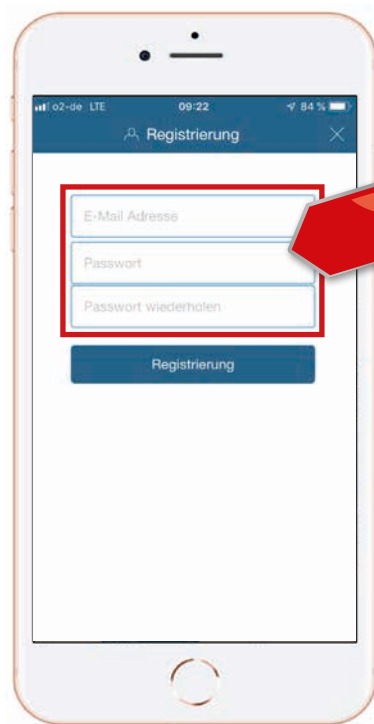 o2-de LTE 09:22 84 %
Registrierung
E-Mail Adresse
Passwort
Passwort wiederholen
Registrierung